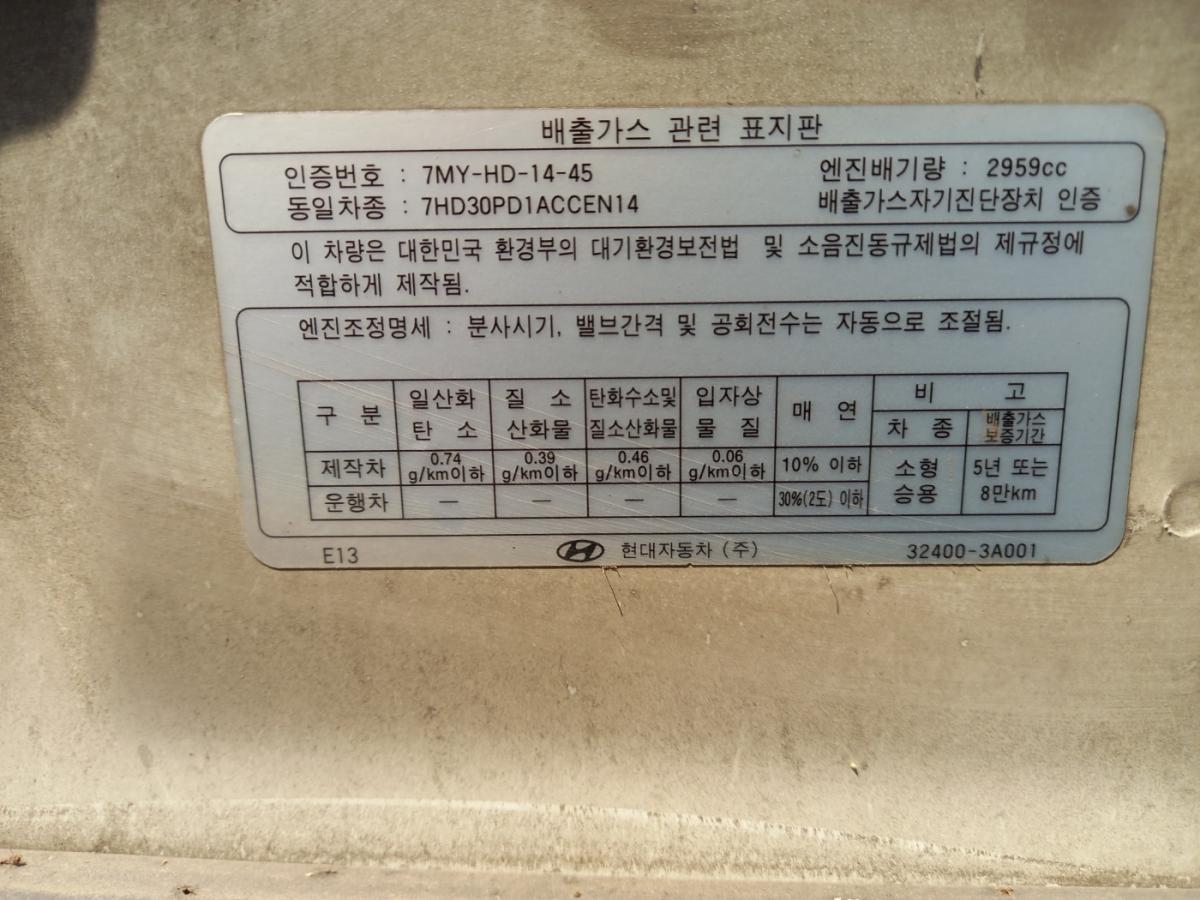 배출가스 관련 표지판
인증번호 : 7MY-HD-14-45 엔진배기량 : 2959cc
동일차종 : 7HD30PD1ACCEN14 배출가스자기진단장치 인증
이 차량은 대한민국 환경부의 대기환경보전법 및 소음진동규제법의 제규정에
적합하게 제작됨.
엔진조정명세 : 분사시기, 밸브간격 및 공회전수는 자동으로 조절됨.
구 분 일산화 탄 소 질 소 산화물 탄화수소및 질소산화물 입자상 물 질 매 연 비 고
차 종 배출가스 보증기간
제작차 0.74 g/km이하 0.39 g/km이하 0.46 g/km이하 0.06 g/km이하 10% 이하 소형 승용 5년 또는 8만km
운행차 — — — — 30%(2도) 이하
E13 현대자동차 (주) 32400-3A001